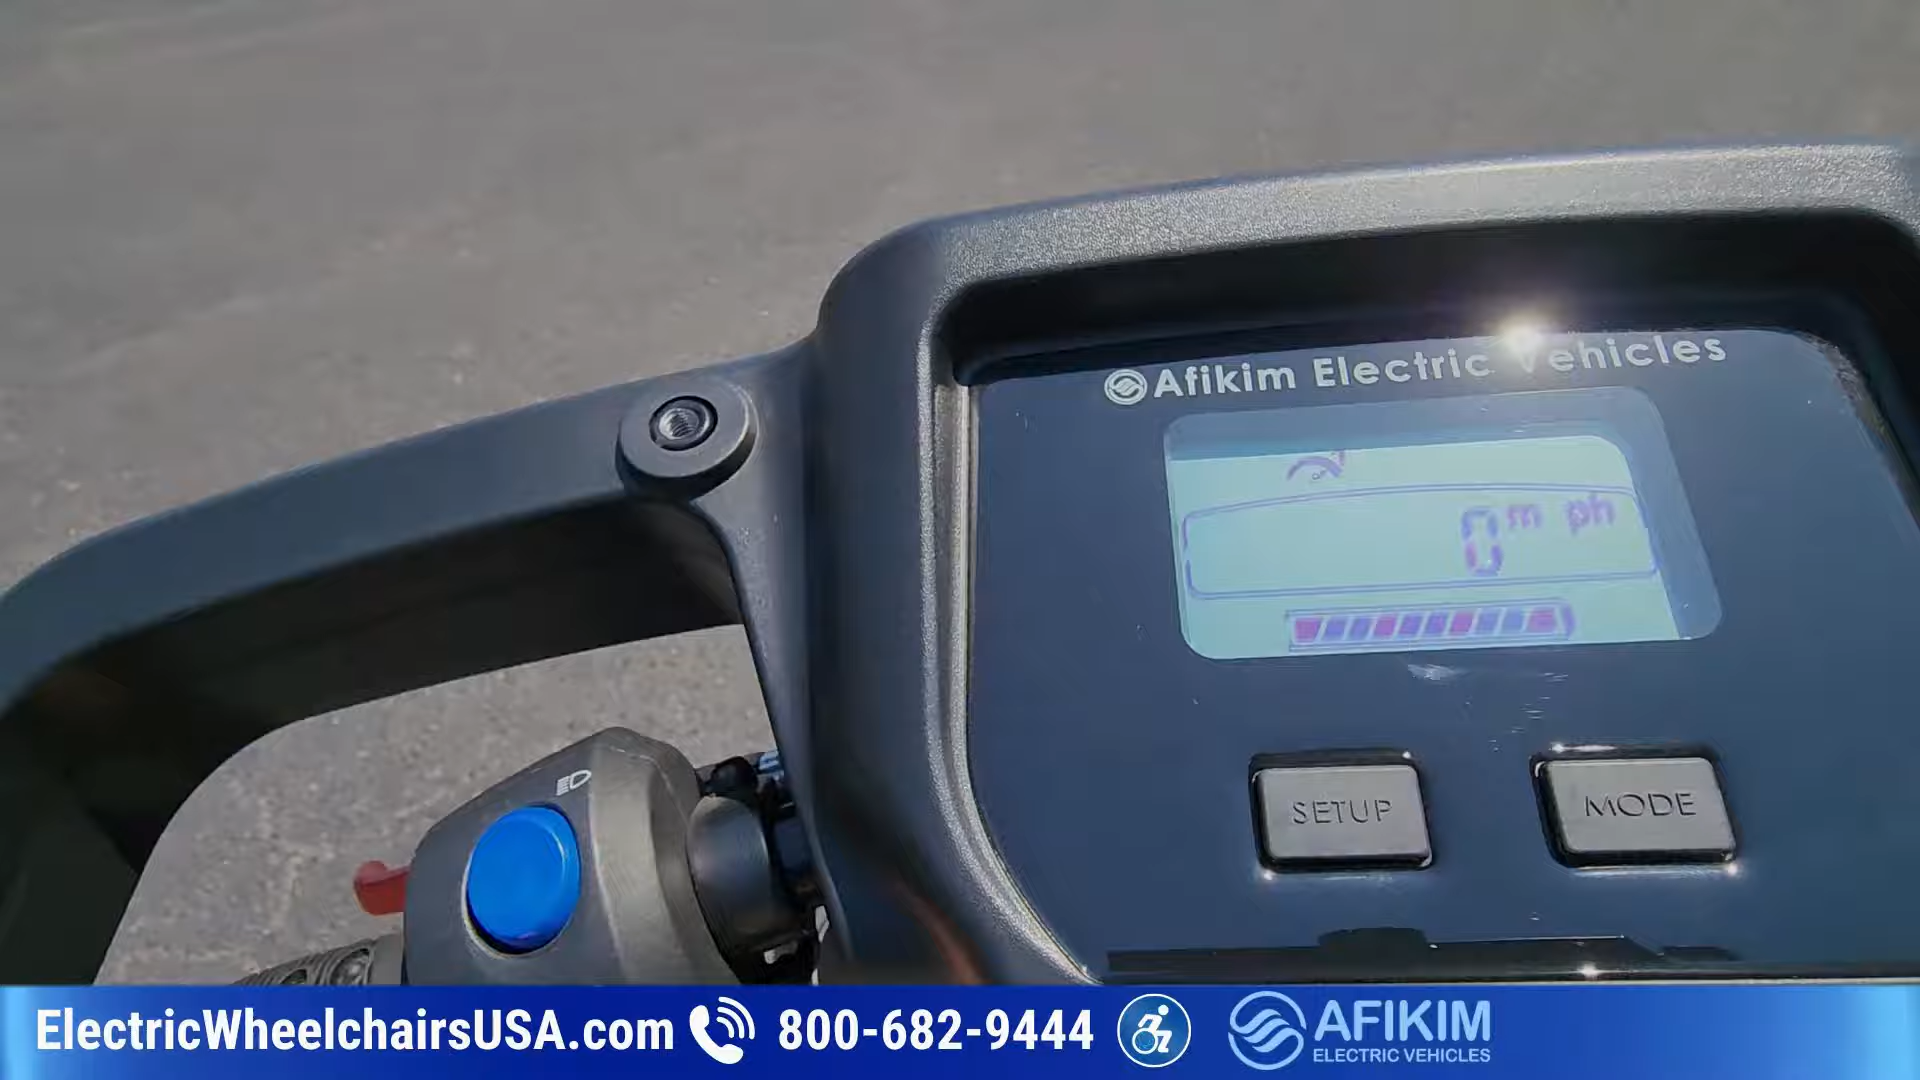 Afikim Electric Vehicles
0 mph
SETUP
MODE
ElectricWheelchairsUSA.com 800-682-9444 AFIKIM
ELECTRIC VEHICLES